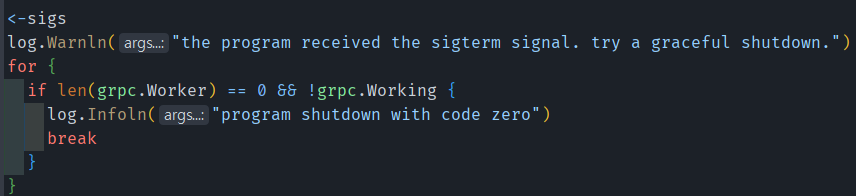 <-sigs
log.Warnln( args...: "the program received the sigterm signal. try a graceful shutdown.")
for {
if len(grpc.Worker) == 0 && !grpc.Working {
log.Infoln( args...: "program shutdown with code zero")
break
}
}